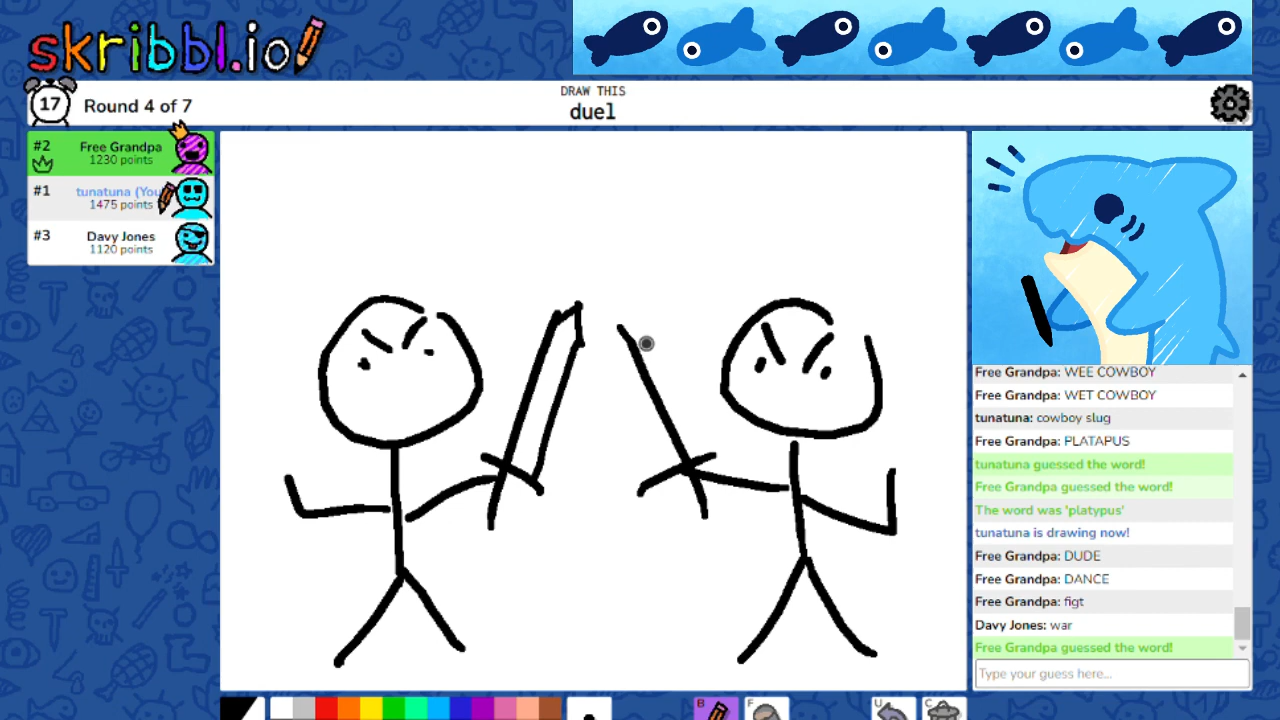 skribbl.io
17
Round 4 of 7
DRAW THIS
duel
#2
Free Grandpa
1230 points
#1
tunatuna (You
1475 points
#3
Davy Jones
1120 points
Free Grandpa: WEE COWBOY
Free Grandpa: WET COWBOY
tunatuna: cowboy slug
Free Grandpa: PLATAPUS
tunatuna guessed the word!
Free Grandpa guessed the word!
The word was 'platypus'
tunatuna is drawing now!
Free Grandpa: DUDE
Free Grandpa: DANCE
Free Grandpa: figt
Davy Jones: war
Free Grandpa guessed the word!
Type your guess here...
B
F
U
C